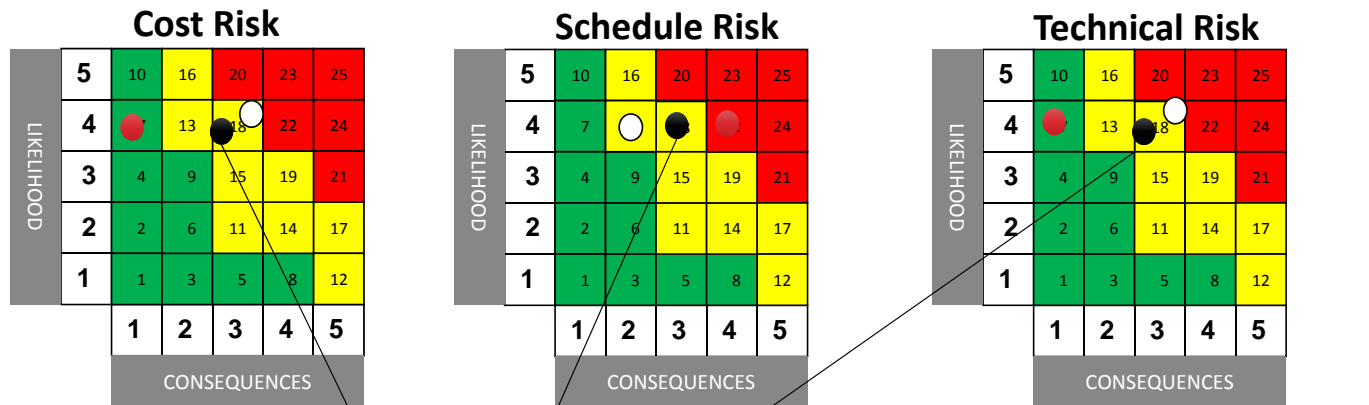 Cost Risk
LIKELIHOOD
5 10 16 20 23 25
4 13 18 22 24
3 4 9 15 19 21
2 2 6 11 14 17
1 1 3 5 8 12
1 2 3 4 5
CONSEQUENCES
Schedule Risk
LIKELIHOOD
5 10 16 20 23 25
4 7 24
3 4 9 15 19 21
2 2 6 11 14 17
1 1 3 5 8 12
1 2 3 4 5
CONSEQUENCES
Technical Risk
LIKELIHOOD
5 10 16 20 23 25
4 13 18 22 24
3 4 9 15 19 21
2 2 6 11 14 17
1 1 3 5 8 12
1 2 3 4 5
CONSEQUENCES